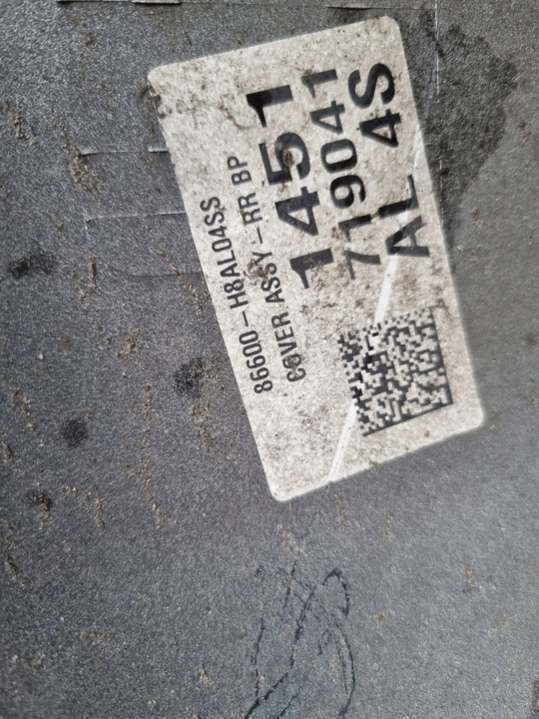 86600-H8AL04SS
COVER ASSY-RR BP
1451
719041
AL 4S